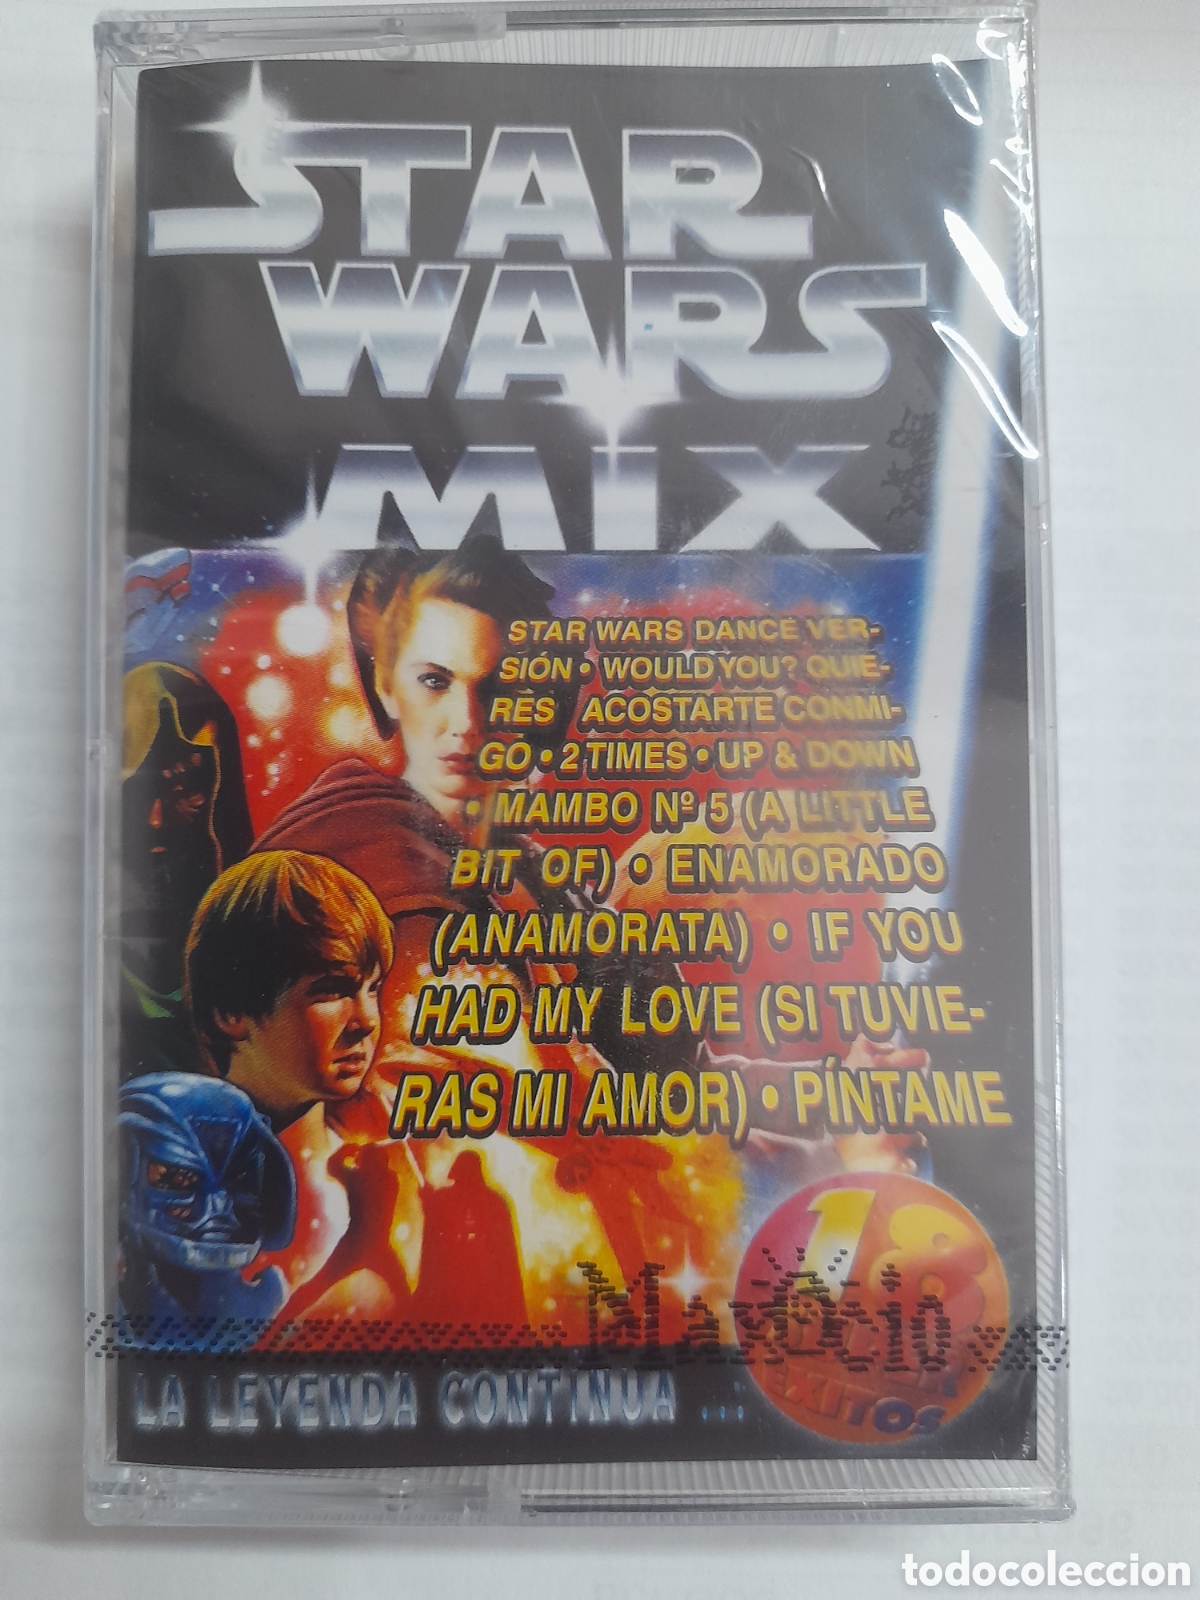 STAR
WARS
MIX
STAR WARS DANCE VER-
SIÓN • WOULD YOU? QUIE-
RES ACOSTARTE CONMI-
GO • 2 TIMES • UP & DOWN
• MAMBO Nº 5 (A LITTLE
BIT OF) • ENAMORADO
(ANAMORATA) • IF YOU
HAD MY LOVE (SI TUVIE-
RAS MI AMOR) • PÍNTAME
18
EXITOS
LA LEYENDA CONTINUA ...
todocoleccion